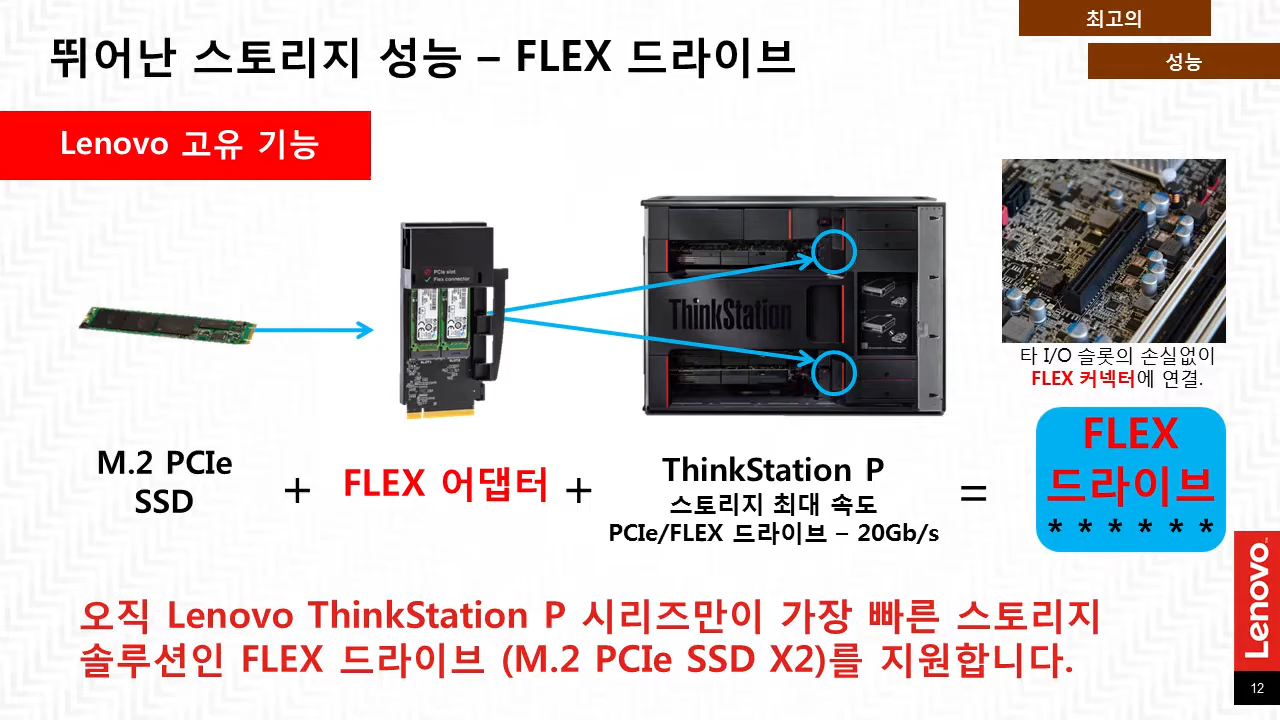 최고의
성능
뛰어난 스토리지 성능 – FLEX 드라이브
Lenovo 고유 기능
PCIe slot
Flex connector
ThinkStation
타 I/O 슬롯의 손실없이
FLEX 커넥터에 연결.
M.2 PCIe
SSD
+
FLEX 어댑터
+
ThinkStation P
스토리지 최대 속도
PCIe/FLEX 드라이브 – 20Gb/s
=
FLEX
드라이브
* * * * * *
오직 Lenovo ThinkStation P 시리즈만이 가장 빠른 스토리지
솔루션인 FLEX 드라이브 (M.2 PCIe SSD X2)를 지원합니다.
Lenovo
12